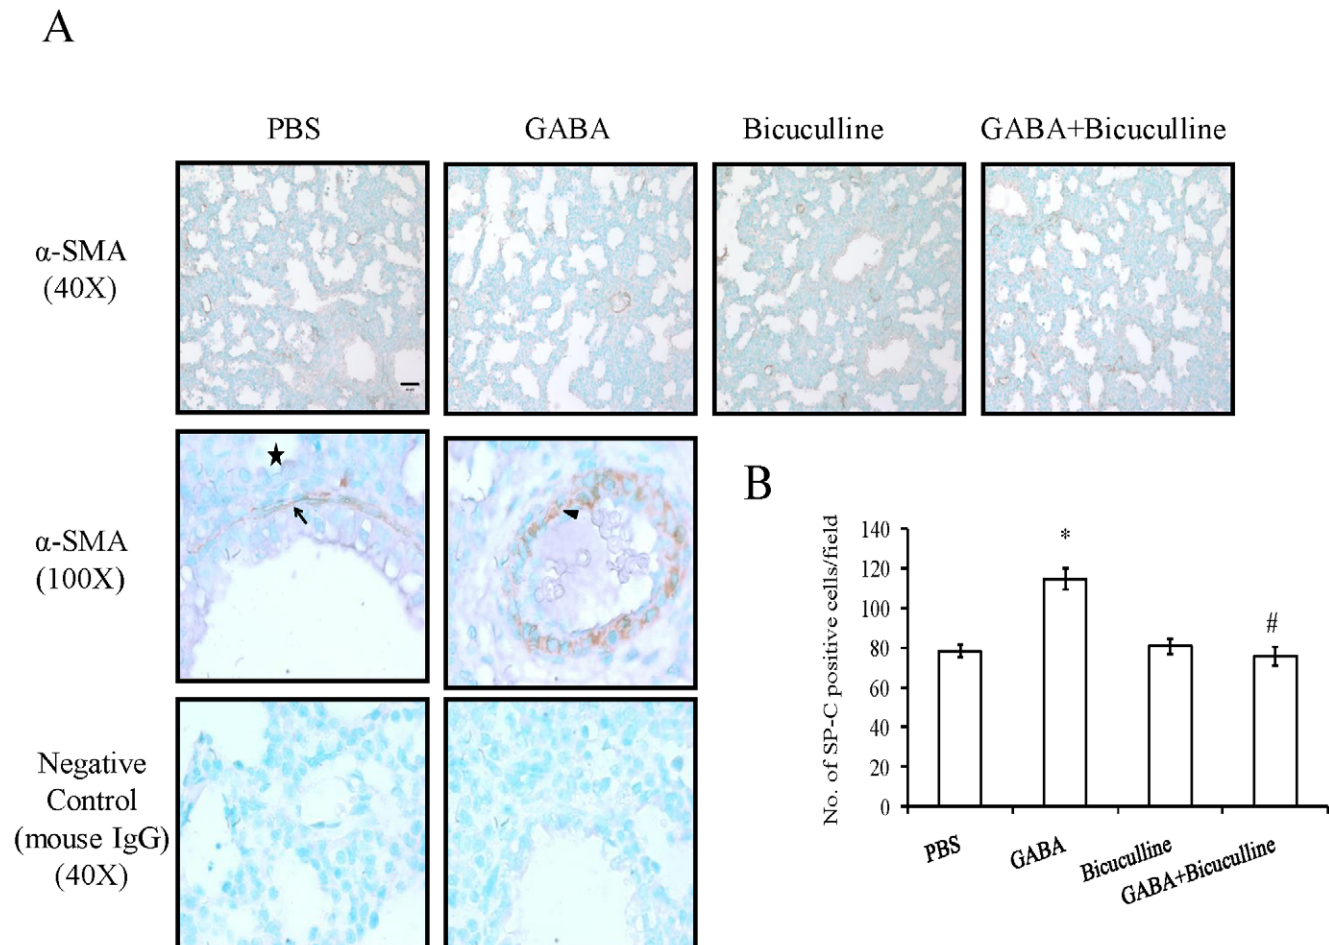 A
PBS
GABA
Bicuculline
GABA+Bicuculline
α-SMA
(40X)
α-SMA
(100X)
Negative
Control
(mouse IgG)
(40X)
B
No. of SP-C positive cells/field
140
120
100
80
60
40
20
0
*
#
PBS
GABA
Bicuculline
GABA+Bicuculline